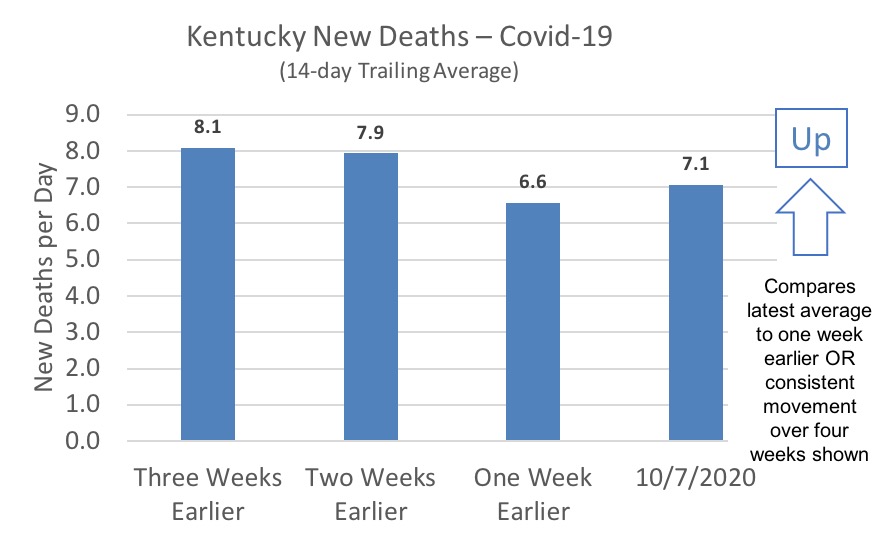 Kentucky New Deaths – Covid-19
(14-day Trailing Average)
New Deaths per Day
9.0
8.0
7.0
6.0
5.0
4.0
3.0
2.0
1.0
0.0
8.1
7.9
6.6
7.1
Three Weeks
Earlier
Two Weeks
Earlier
One Week
Earlier
10/7/2020
Up
Compares
latest average
to one week
earlier OR
consistent
movement
over four
weeks shown